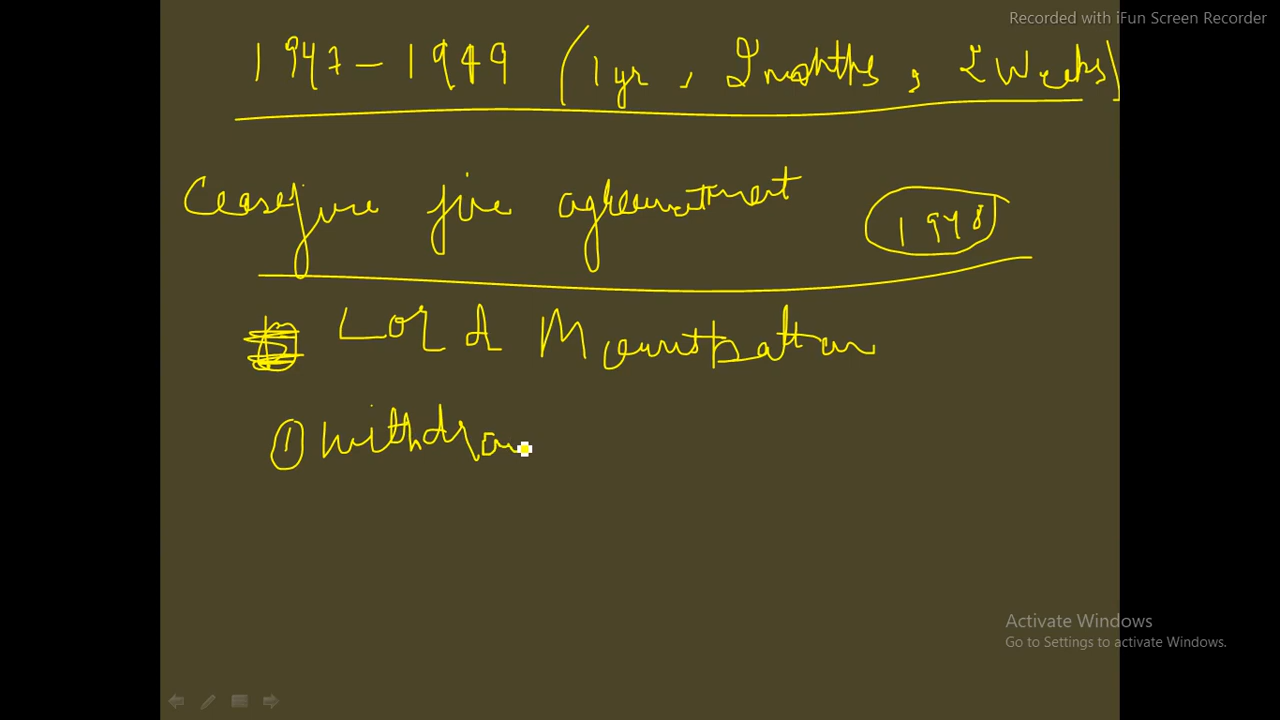 Recorded with iFun Screen Recorder
1947 - 1949 (1yr, 2 months, 2 Weeks)
Ceasefire fire agreement
1948
Lord Mountbatten
① withdraw
Activate Windows
Go to Settings to activate Windows.